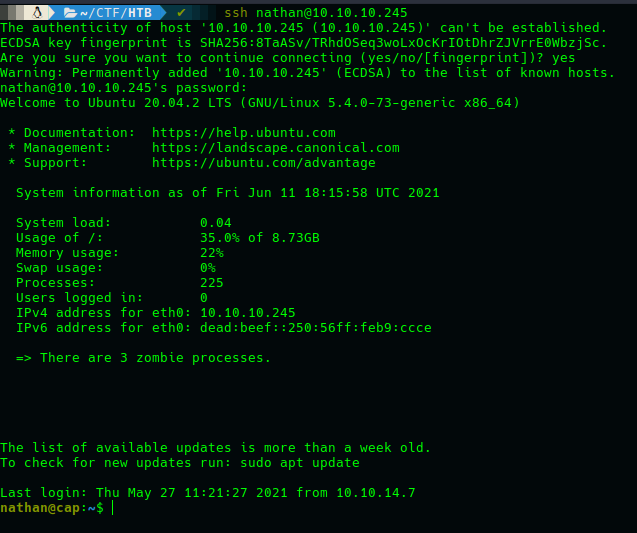 ~/CTF/HTB ✔ ssh nathan@10.10.10.245
The authenticity of host '10.10.10.245 (10.10.10.245)' can't be established.
ECDSA key fingerprint is SHA256:8TaASv/TRhdOSeq3woLxOcKrIOtDhrZJVrrE0WbzjSc.
Are you sure you want to continue connecting (yes/no/[fingerprint])? yes
Warning: Permanently added '10.10.10.245' (ECDSA) to the list of known hosts.
nathan@10.10.10.245's password:
Welcome to Ubuntu 20.04.2 LTS (GNU/Linux 5.4.0-73-generic x86_64)
* Documentation: https://help.ubuntu.com
* Management: https://landscape.canonical.com
* Support: https://ubuntu.com/advantage
System information as of Fri Jun 11 18:15:58 UTC 2021
System load: 0.04
Usage of /: 35.0% of 8.73GB
Memory usage: 22%
Swap usage: 0%
Processes: 225
Users logged in: 0
IPv4 address for eth0: 10.10.10.245
IPv6 address for eth0: dead:beef::250:56ff:feb9:ccce
=> There are 3 zombie processes.
The list of available updates is more than a week old.
To check for new updates run: sudo apt update
Last login: Thu May 27 11:21:27 2021 from 10.10.14.7
nathan@cap:~$